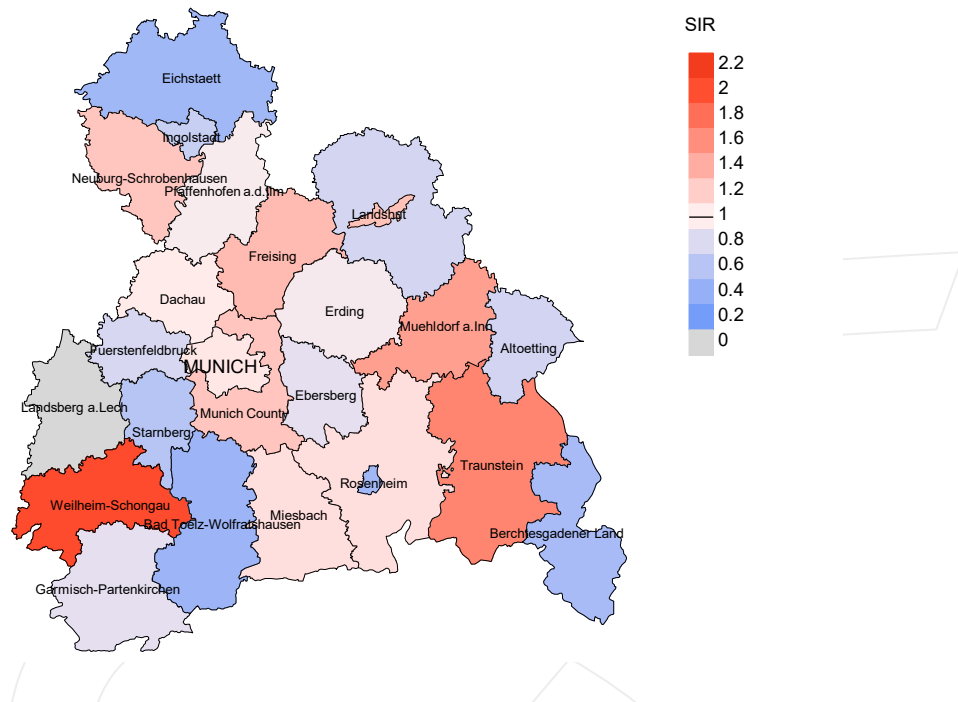 SIR
2.2
2
1.8
1.6
1.4
1.2
1
0.8
0.6
0.4
0.2
0
Eichstaett
Ingolstadt
Neuburg-Schrobenhausen
Pfaffenhofen a.d.Ilm
Landshut
Freising
Dachau
Erding
Muehldorf a.Inn
Fuerstenfeldbruck
Altoetting
MUNICH
Ebersberg
Landsberg a.Lech
Munich County
Starnberg
Traunstein
Rosenheim
Weilheim-Schongau
Miesbach
Bad Toelz-Wolfratshausen
Berchtesgadener Land
Garmisch-Partenkirchen